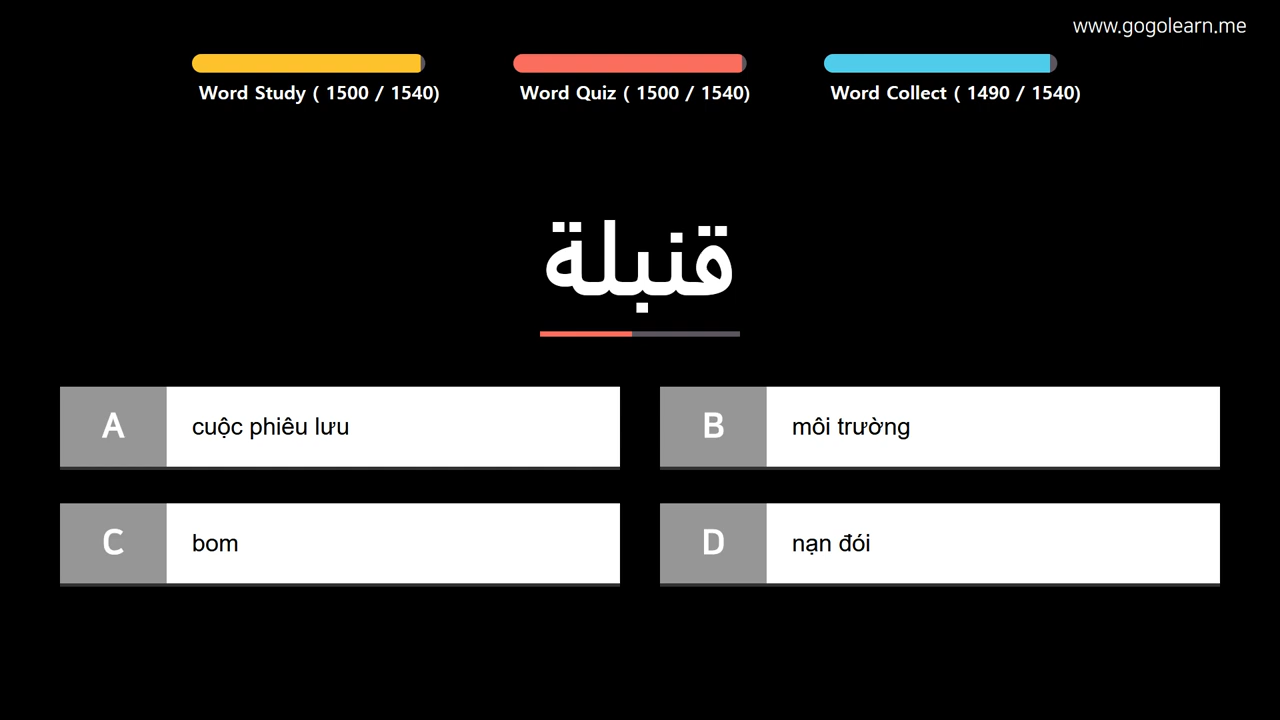 www.gogolearn.me
Word Study ( 1500 / 1540)
Word Quiz ( 1500 / 1540)
Word Collect ( 1490 / 1540)
قنبلة
A cuộc phiêu lưu
B môi trường
C bom
D nạn đói